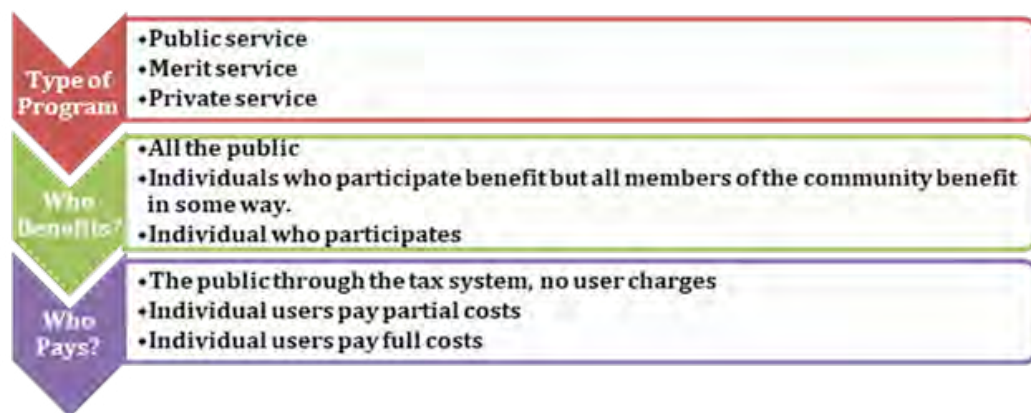 Type of
Program
•Public service
•Merit service
•Private service
Who
Benefits?
•All the public
•Individuals who participate benefit but all members of the community benefit
in some way.
•Individual who participates
Who
Pays?
•The public through the tax system, no user charges
•Individual users pay partial costs
•Individual users pay full costs